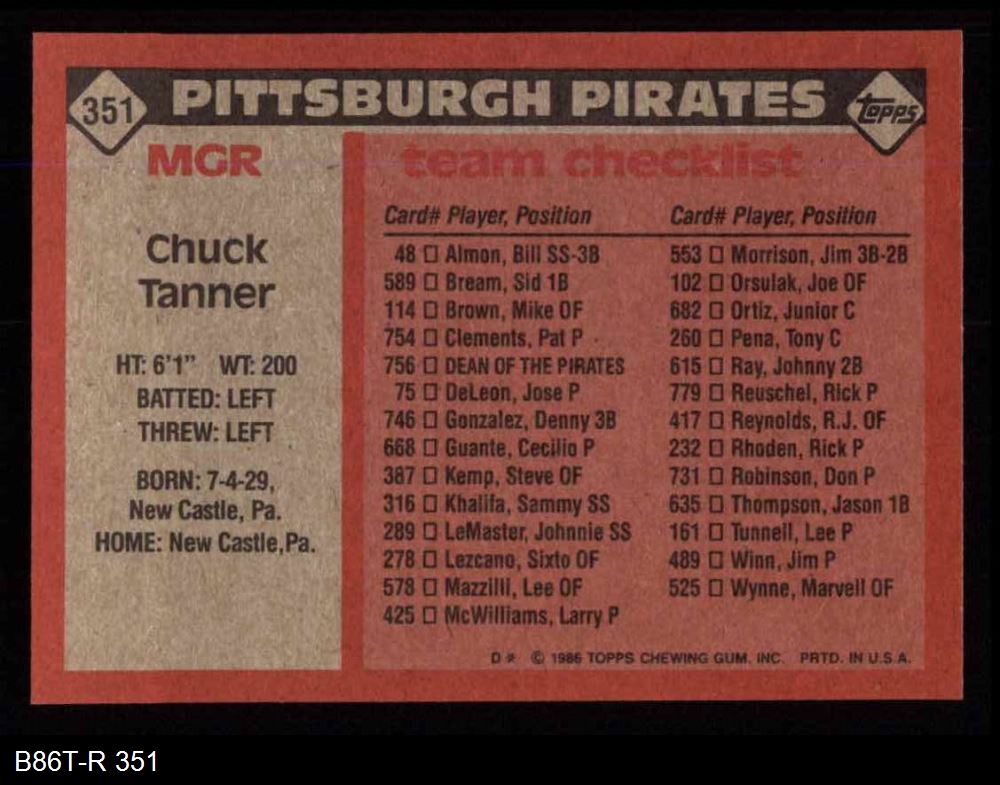 351 PITTSBURGH PIRATES topps
MGR
Chuck
Tanner
HT: 6'1" WT: 200
BATTED: LEFT
THREW: LEFT
BORN: 7-4-29,
New Castle, Pa.
HOME: New Castle, Pa.
team checklist
Card# Player, Position
48 □ Almon, Bill SS-3B
589 □ Bream, Sid 1B
114 □ Brown, Mike OF
754 □ Clements, Pat P
756 □ DEAN OF THE PIRATES
75 □ DeLeon, Jose P
746 □ Gonzalez, Denny 3B
668 □ Guante, Cecilio P
387 □ Kemp, Steve OF
316 □ Khalifa, Sammy SS
289 □ LeMaster, Johnnie SS
278 □ Lezcano, Sixto OF
578 □ Mazzilli, Lee OF
425 □ McWilliams, Larry P
Card# Player, Position
553 □ Morrison, Jim 3B-2B
102 □ Orsulak, Joe OF
682 □ Ortiz, Junior C
260 □ Pena, Tony C
615 □ Ray, Johnny 2B
779 □ Reuschel, Rick P
417 □ Reynolds, R.J. OF
232 □ Rhoden, Rick P
731 □ Robinson, Don P
635 □ Thompson, Jason 1B
161 □ Tunnell, Lee P
489 □ Winn, Jim P
525 □ Wynne, Marvell OF
D* © 1986 TOPPS CHEWING GUM, INC. PRTD. IN U.S.A.
B86T-R 351